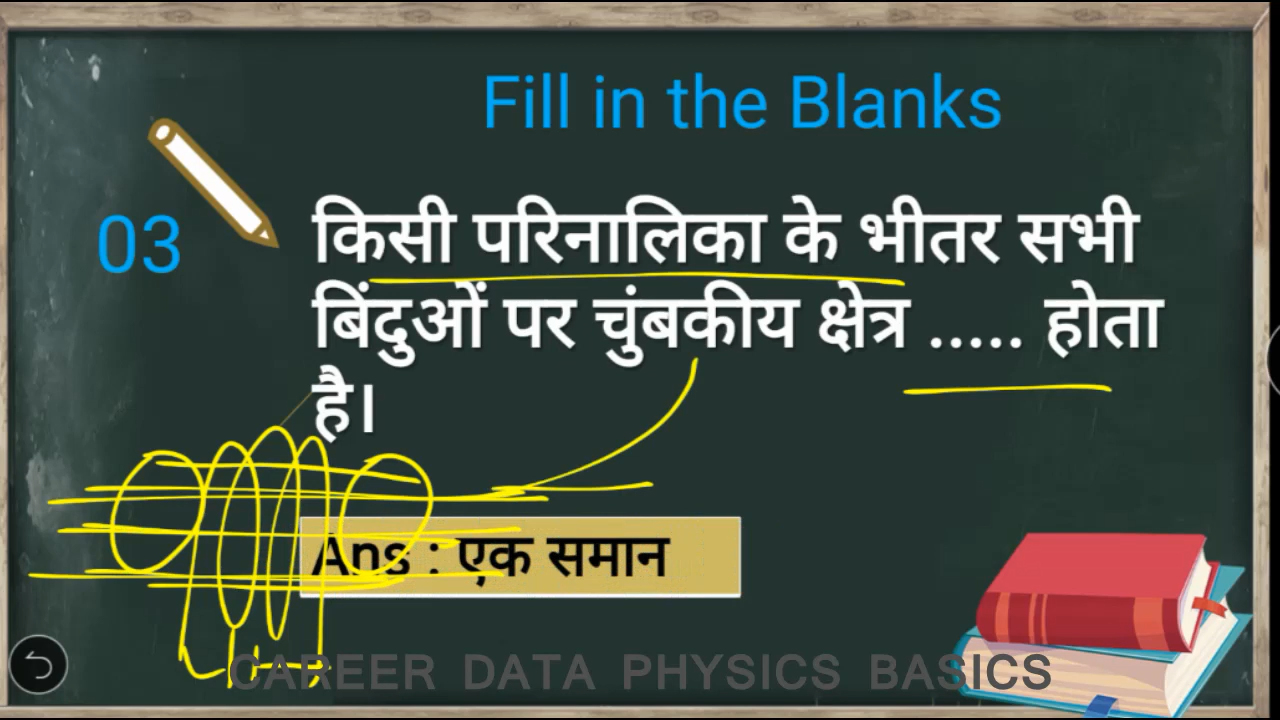 Fill in the Blanks
03
किसी परिनालिका के भीतर सभी
बिंदुओं पर चुंबकीय क्षेत्र ..... होता
है।
Ans : एक समान
CAREER DATA PHYSICS BASICS